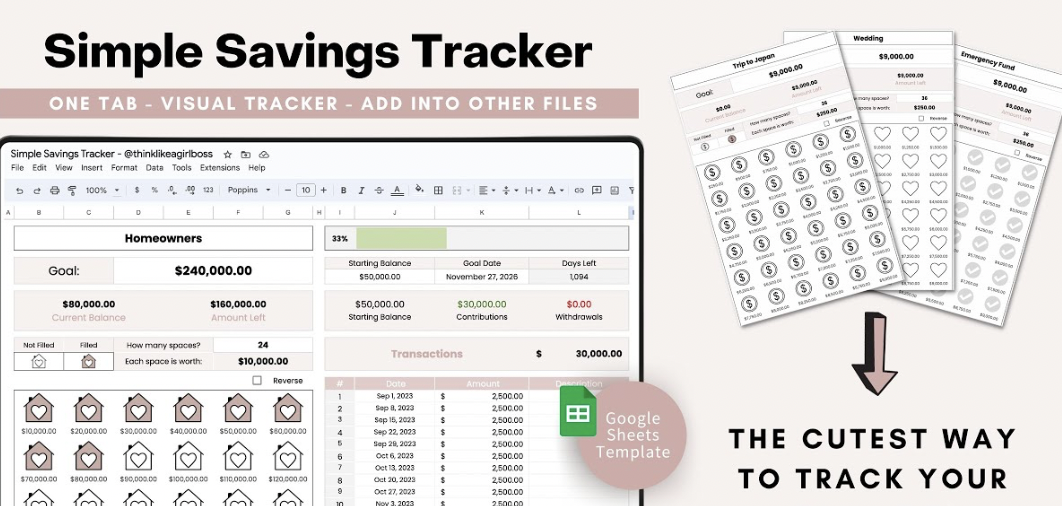 Simple Savings Tracker
ONE TAB - VISUAL TRACKER - ADD INTO OTHER FILES
Simple Savings Tracker - @thinklikeagirlboss
File Edit View Insert Format Data Tools Extensions Help
100% $ % .0 .00 123 Poppins - 10 + B I S A
A B C D E F G H I J K L
Homeowners
Goal: $240,000.00
$80,000.00 $160,000.00
Current Balance Amount Left
Not Filled Filled How many spaces? 24
Each space is worth: $10,000.00
Reverse
$10,000.00 $20,000.00 $30,000.00 $40,000.00 $50,000.00 $60,000.00
$70,000.00 $80,000.00 $90,000.00 $100,000.00 $110,000.00 $120,000.00
33%
Starting Balance Goal Date Days Left
$50,000.00 November 27, 2026 1,094
$50,000.00 $30,000.00 $0.00
Starting Balance Contributions Withdrawals
Transactions $ 30,000.00
# Date Amount Description
1 Sep 1, 2023 $ 2,500.00
2 Sep 8, 2023 $ 2,500.00
3 Sep 15, 2023 $ 2,500.00
4 Sep 22, 2023 $ 2,500.00
5 Sep 29, 2023 $ 2,500.00
6 Oct 6, 2023 $ 2,500.00
7 Oct 13, 2023 $ 2,500.00
8 Oct 20, 2023 $ 2,500.00
9 Oct 27, 2023 $ 2,500.00
10 Nov 3, 2023 $ 2,500.00
Google
Sheets
Template
Trip to Japan
Goal: $9,000.00
$0.00 $9,000.00
Current Balance Amount Left
Not Filled Filled How many spaces? 36
Each space is worth: $250.00
Reverse
Wedding
$9,000.00
$9,000.00
Amount Left
How many spaces? 36
Each space is worth: $250.00
Reverse
Emergency Fund
$9,000.00
$9,000.00
Amount Left
36
$250.00
Reverse
THE CUTEST WAY
TO TRACK YOUR